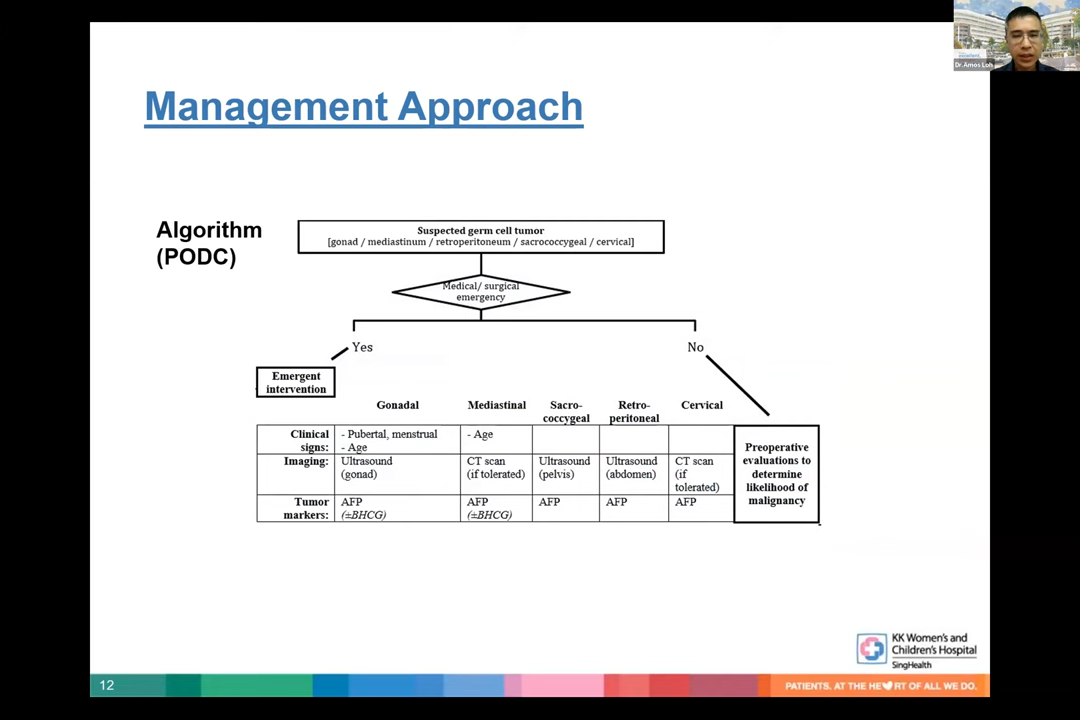 Dr.Amos Loh
Management Approach
Algorithm
(PODC)
Suspected germ cell tumor
[gonad / mediastinum / retroperitoneum / sacrococcygeal / cervical]
Medical/ surgical
emergency
Yes
No
Emergent
intervention
Gonadal
Mediastinal
Sacro-
coccygeal
Retro-
peritoneal
Cervical
Clinical
signs:
- Pubertal, menstrual
- Age
- Age
Imaging:
Ultrasound
(gonad)
CT scan
(if tolerated)
Ultrasound
(pelvis)
Ultrasound
(abdomen)
CT scan
(if
tolerated)
Tumor
markers:
AFP
(±BHCG)
AFP
(±BHCG)
AFP
AFP
AFP
Preoperative
evaluations to
determine
likelihood of
malignancy
KK Women's and
Children's Hospital
SingHealth
12
PATIENTS. AT THE HE RT OF ALL WE DO.